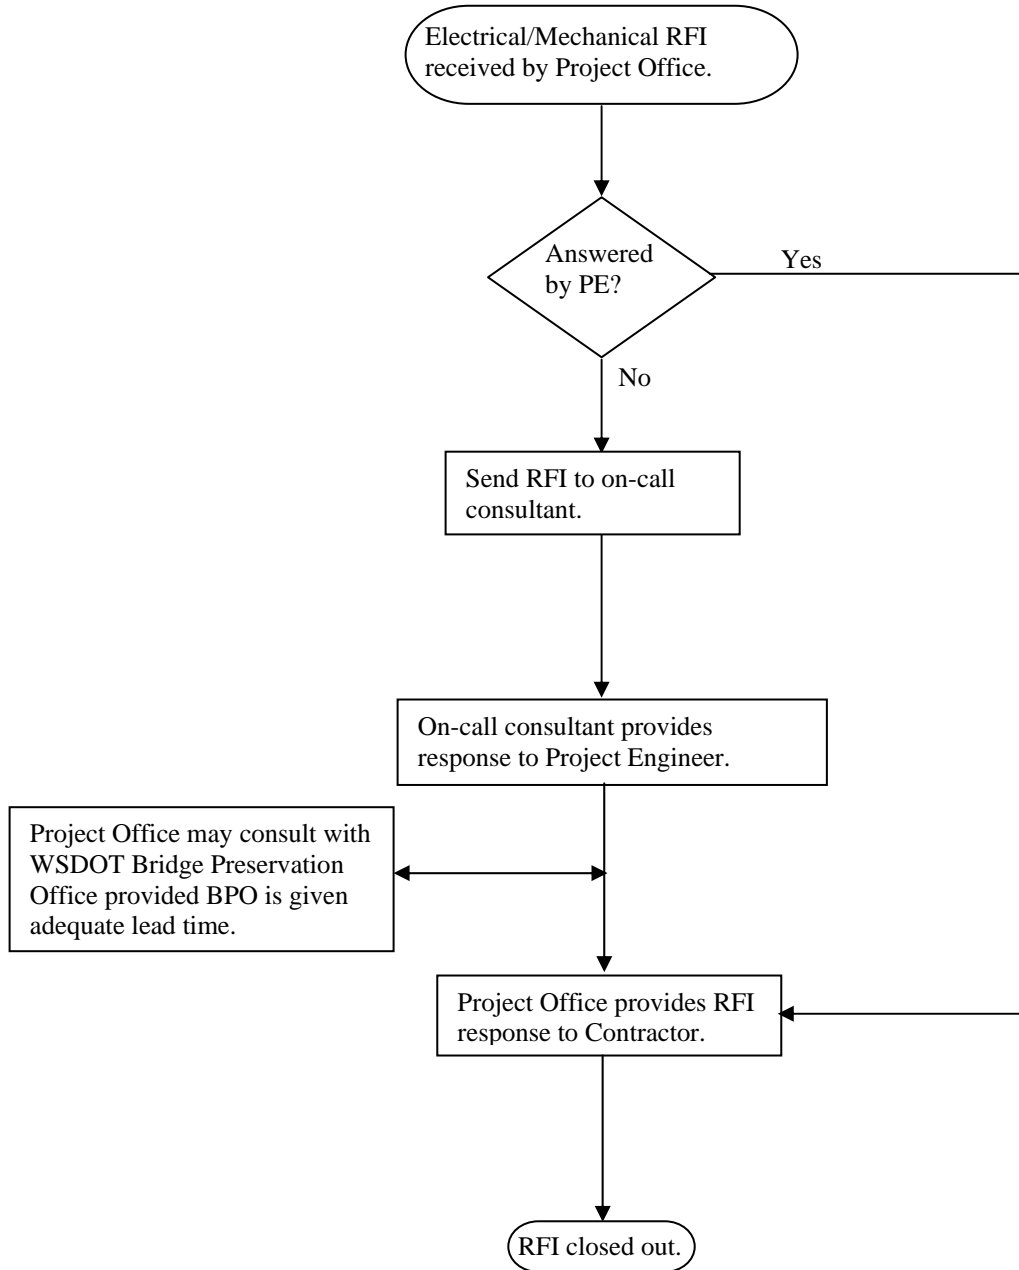 Electrical/Mechanical RFI
received by Project Office.
Answered
by PE?
Yes
No
Send RFI to on-call
consultant.
On-call consultant provides
response to Project Engineer.
Project Office may consult with
WSDOT Bridge Preservation
Office provided BPO is given
adequate lead time.
Project Office provides RFI
response to Contractor.
RFI closed out.